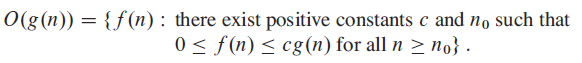 O(g(n)) = {f(n) : there exist positive constants c and n₀ such that
0 ≤ f(n) ≤ cg(n) for all n ≥ n₀} .